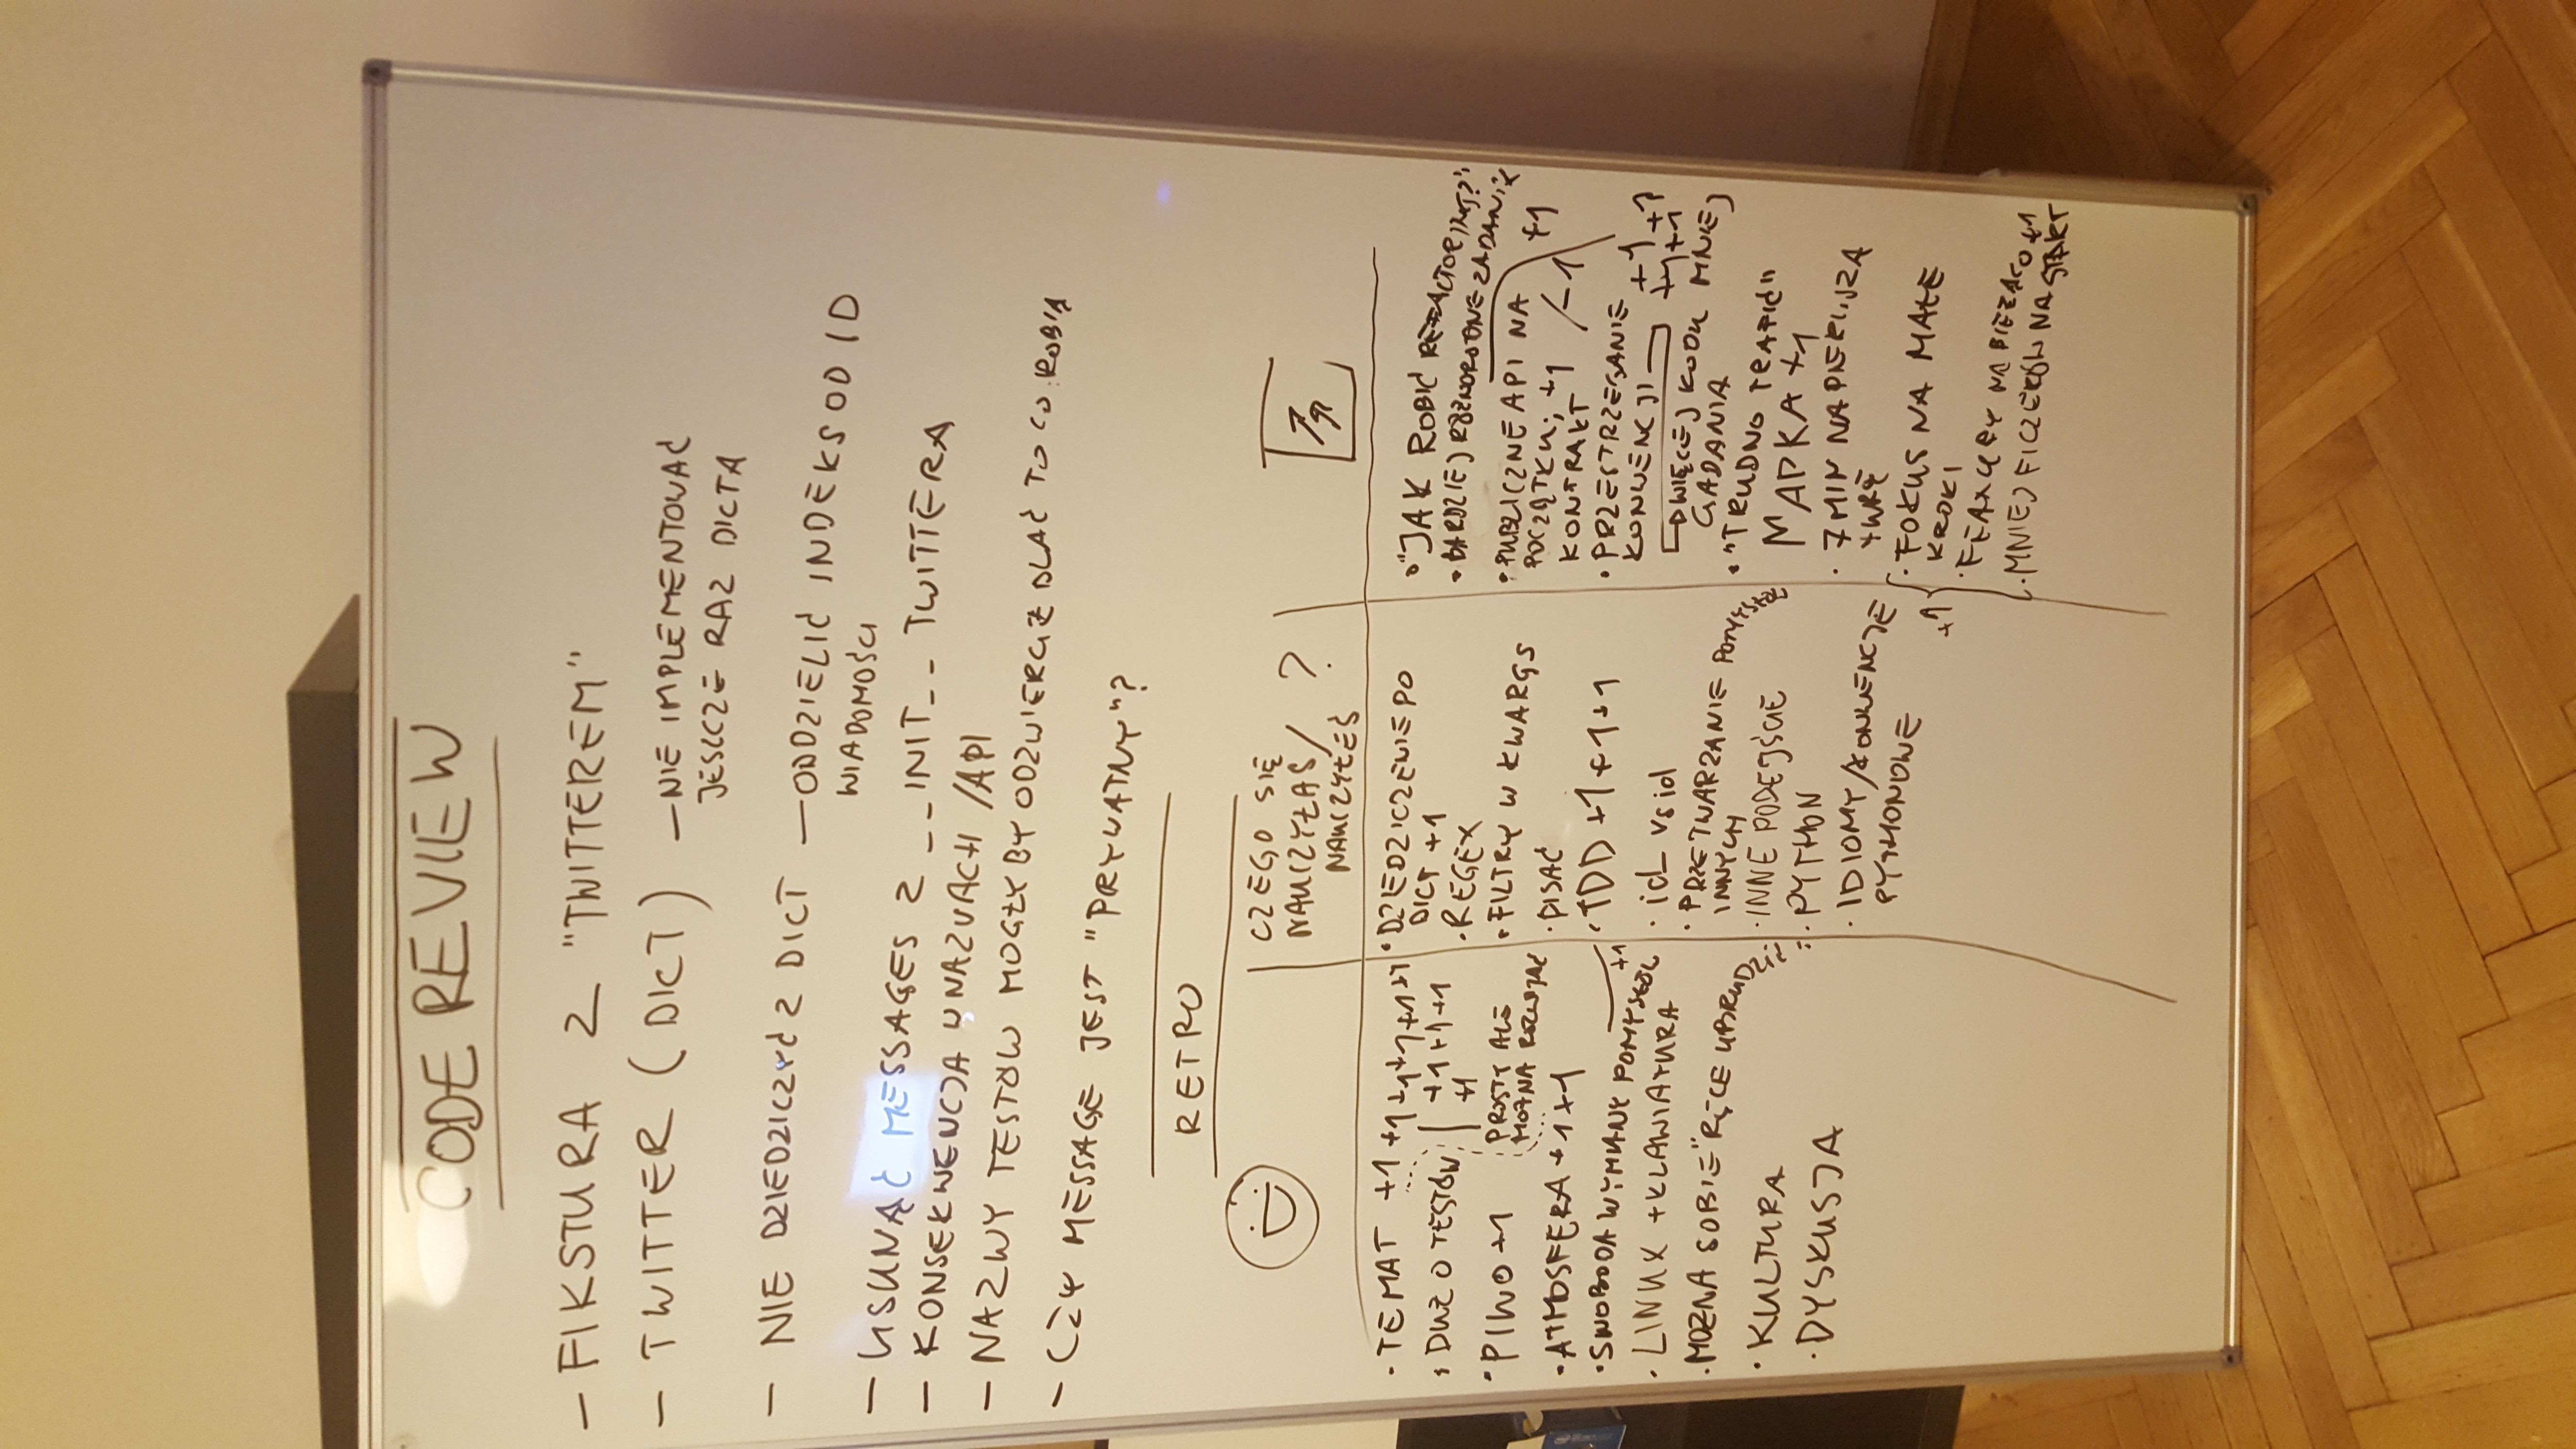 CODE REVIEW
- FIKSTURA Z "TWITTEREM"
- TWITTER (DICT) - NIE IMPLEMENTOWAĆ
JESZCZE RAZ DICTA
- NIE DZIEDZICZYĆ Z DICT - ODDZIELIĆ INDEKS OD ID
WIADOMOŚCI
- USUNĄĆ MESSAGES Z __INIT__ TWITTERA
- KONSEKWENCJA W NAZWACH /API
- NAZWY TESTÓW MOGŁY BY ODZWIERCIEDLAĆ TO CO ROBIĄ
- CZY MESSAGE JEST "PRYWATNY"?
RETRO
· TEMAT +1 +1 +1 +1 +1 +1
· DUŻO TESTÓW | +1 +1 +1
+1
PROSTY ALE
MOŻNA ROZWIJAĆ
· PIWO +1
· ATMOSFERA +1 +1
· SWOBODA WYMIANY POMYSŁÓW +1
· LINUX + KLAWIATURA
· MOŻNA SOBIE "RĘCE UBRUDZIĆ"
· KULTURA
· DYSKUSJA
CZEGO SIĘ
NAUCZYŁAŚ/ ?
NAUCZYŁEŚ
· DZIEDZICZENIE PO
DICT +1
· REGEX
· FILTRY W KWARGS
· PISAĆ
· TDD +1 +1 +1
· id_ vs id
· PRZETWARZANIE POMYSŁÓW
INNYCH
· INNE PODEJŚCIE
· PYTHON
· IDIOMY/KONWENCJE
PYTHONOWE
· "JAK ROBIĆ REFACTORING?"
· BARDZIEJ RÓŻNORODNE ZADANIA
+1
· PUBLICZNE API NA
POCZĄTKU; +1 /-1
KONTRAKT
· PRZESTRZEGANIE
KONWENCJI +1 +1
+1 +1
WIĘCEJ KODU MNIEJ
GADANIA
· "TRUDNO TRAFIĆ"
MAPKA +1
· 7 MIN NA PIERWSZĄ
TURĘ
+1
· FOKUS NA MAŁE
KROKI
· FEATURY NA BIEŻĄCO +1
· MNIEJ FICZERÓW NA START